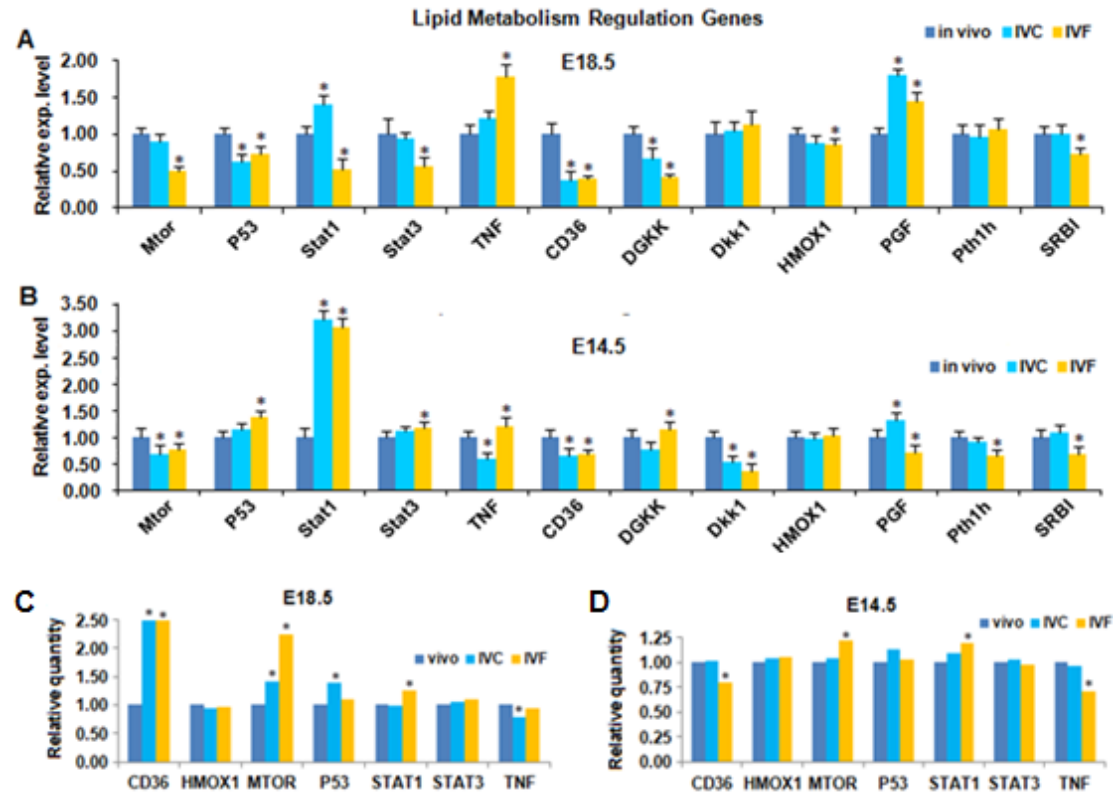 Lipid Metabolism Regulation Genes
A
in vivo IVC IVF
E18.5
Relative exp. level
2.00
1.50
1.00
0.50
0.00
Mtor P53 Stat1 Stat3 TNF CD36 DGKK Dkk1 HMOX1 PGF Pth1h SRBI
* * * * * * * * * * * * * * *
B
E14.5
in vivo IVC IVF
Relative exp. level
3.50
3.00
2.50
2.00
1.50
1.00
0.50
0.00
Mtor P53 Stat1 Stat3 TNF CD36 DGKK Dkk1 HMOX1 PGF Pth1h SRBI
* * * * * * * * * * * * * * * * *
C
E18.5
vivo IVC IVF
Relative quantity
2.50
2.00
1.50
1.00
0.50
0.00
CD36 HMOX1 MTOR P53 STAT1 STAT3 TNF
* * * * * * *
D
E14.5
vivo IVC IVF
Relative quantity
1.25
1.00
0.75
0.50
0.25
0.00
CD36 HMOX1 MTOR P53 STAT1 STAT3 TNF
* * * *